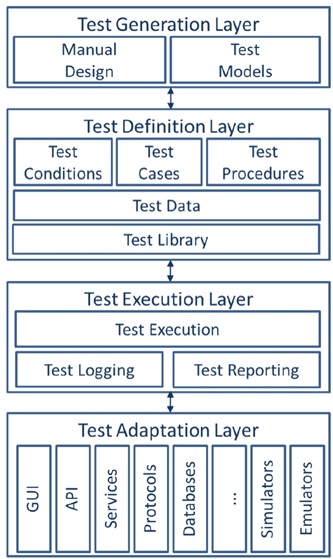 Test Generation Layer
Manual
Design
Test
Models
Test Definition Layer
Test
Conditions
Test
Cases
Test
Procedures
Test Data
Test Library
Test Execution Layer
Test Execution
Test Logging
Test Reporting
Test Adaptation Layer
GUI
API
Services
Protocols
Databases
...
Simulators
Emulators